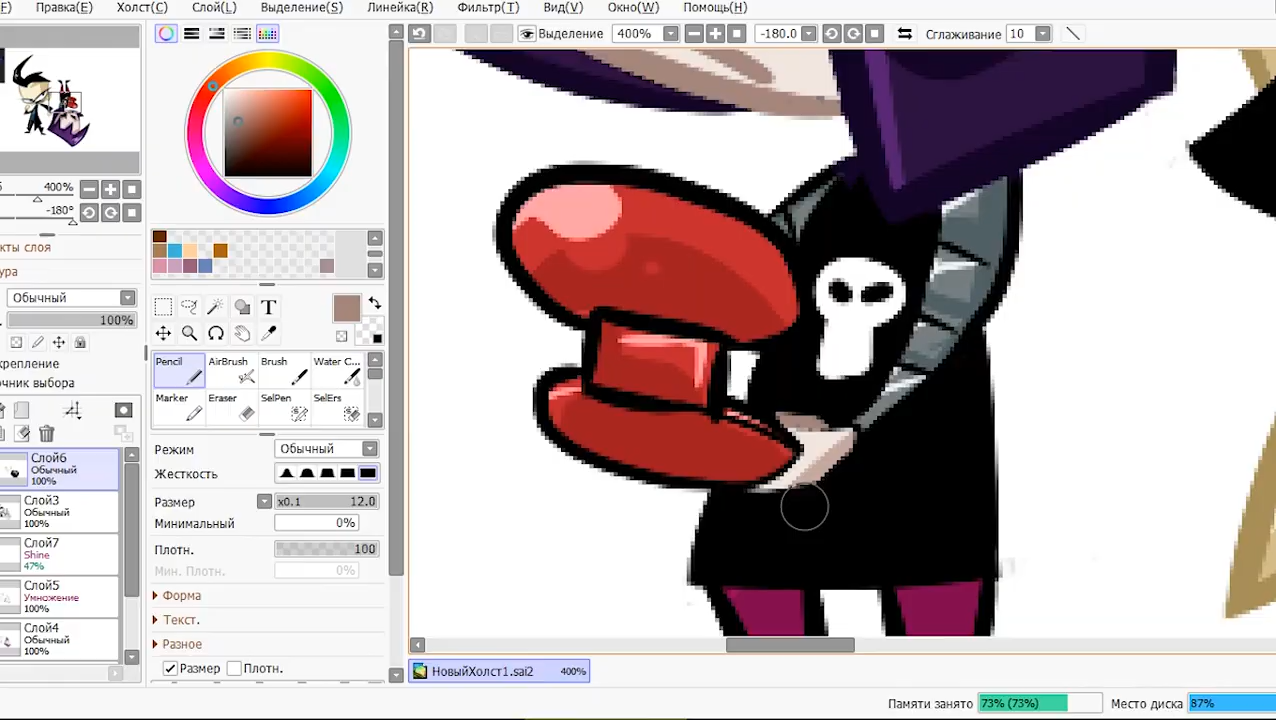 Правка(E) Холст(C) Слой(L) Выделение(S) Линейка(R) Фильтр(T) Вид(V) Окно(W) Помощь(H)
Выделение 400% -180.0 Сглаживание 10
400%
-180°
Обычный
100%
Слой6
Обычный
100%
Слой3
Обычный
100%
Слой7
Shine
47%
Слой5
Умножение
100%
Слой4
Обычный
100%
T
Pencil AirBrush Brush Water C...
Marker Eraser SelPen SelErs
Режим Обычный
Жесткость
Размер x0.1 12.0
Минимальный 0%
Плотн. 100
Мин. Плотн. 0%
Форма
Текст.
Разное
Размер Плотн.
НовыйХолст1.sai2 400%
Памяти занято 73% (73%) Место диска 87%